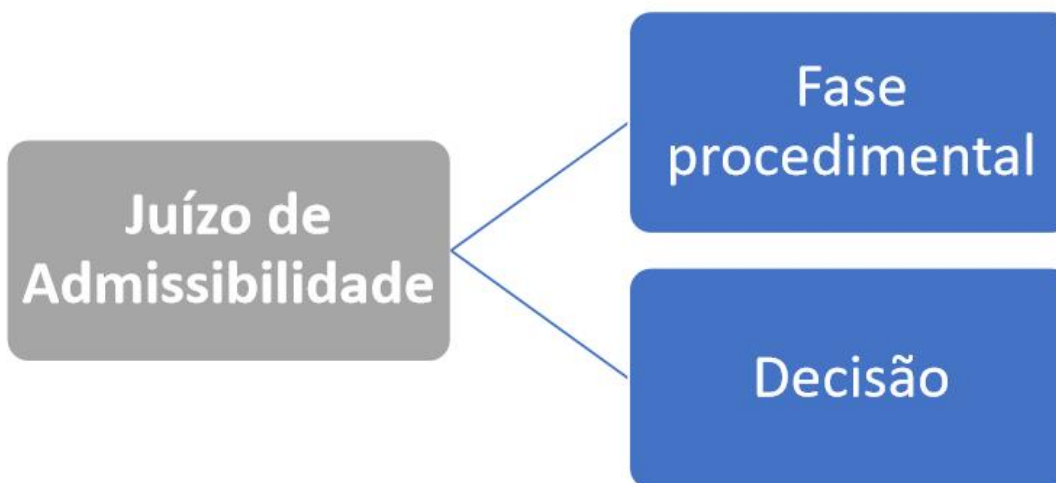 Juízo de
Admissibilidade
Fase
procedimental
Decisão